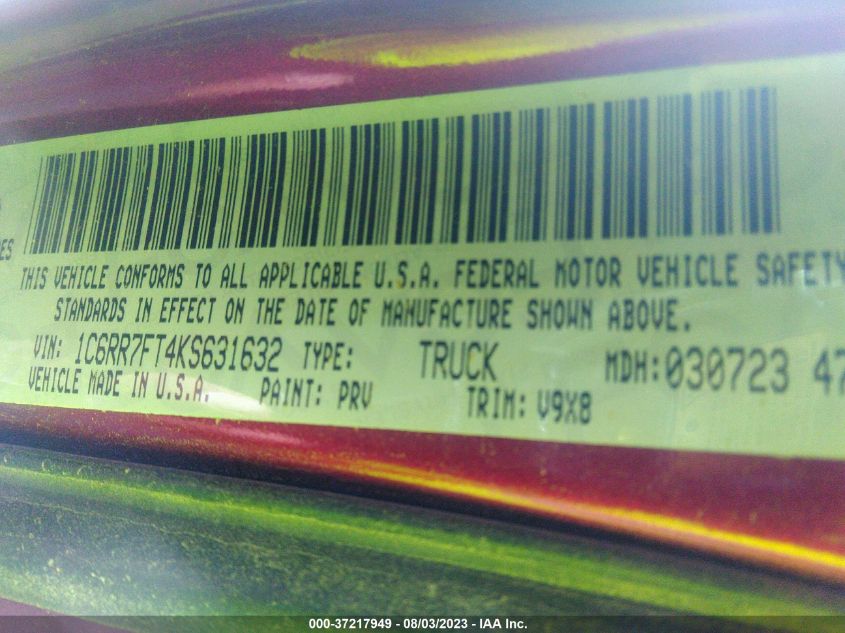 ES
THIS VEHICLE CONFORMS TO ALL APPLICABLE U.S.A. FEDERAL MOTOR VEHICLE SAFETY
STANDARDS IN EFFECT ON THE DATE OF MANUFACTURE SHOWN ABOVE.
VIN: 1C6RR7FT4KS631632 TYPE: TRUCK MDH:030723 47
VEHICLE MADE IN U.S.A. PAINT: PRV TRIM: V9X8
000-37217949 - 08/03/2023 - IAA Inc.